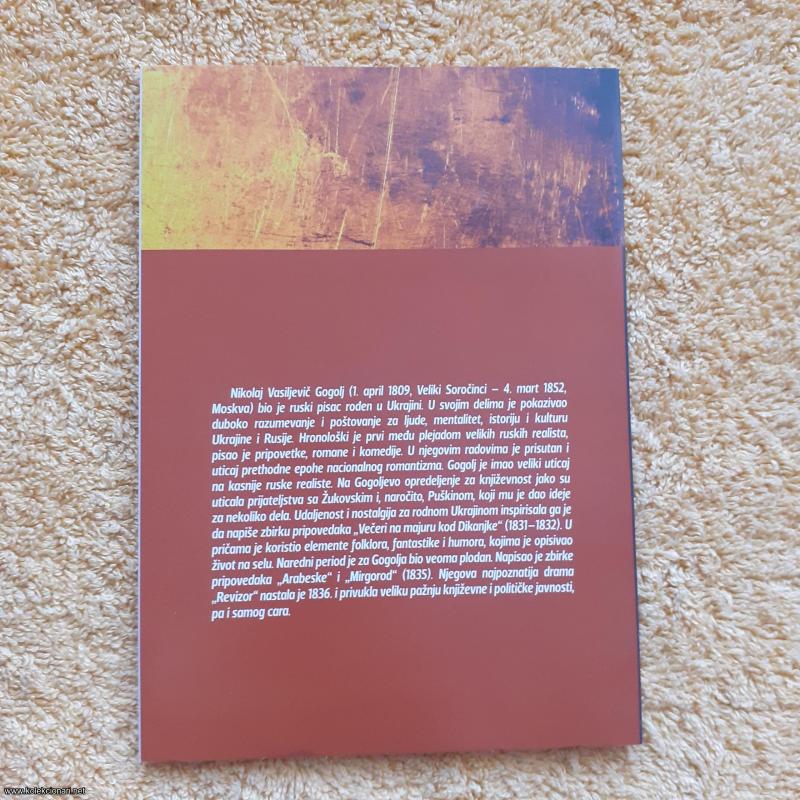 Nikolaj Vasiljevič Gogolj (1. april 1809, Veliki Soročinci – 4. mart 1852,
Moskva) bio je ruski pisac rođen u Ukrajini. U svojim delima je pokazivao
duboko razumevanje i poštovanje za ljude, mentalitet, istoriju i kulturu
Ukrajine i Rusije. Hronološki je prvi među plejadom velikih ruskih realista,
pisao je pripovetke, romane i komedije. U njegovim radovima je prisutan i
uticaj prethodne epohe nacionalnog romantizma. Gogolj je imao veliki uticaj
na kasnije ruske realiste. Na Gogoljevo opredeljenje za književnost jako su
uticala prijateljstva sa Žukovskim i, naročito, Puškinom, koji mu je dao ideje
za nekoliko dela. Udaljenost i nostalgija za rodnom Ukrajinom inspirisala ga je
da napiše zbirku pripovedaka „Večeri na majuru kod Dikanjke“ (1831–1832). U
pričama je koristio elemente folklora, fantastike i humora, kojima je opisivao
život na selu. Naredni period je za Gogolja bio veoma plodan. Napisao je zbirke
pripovedaka „Arabeske“ i „Mirgorod“ (1835). Njegova najpoznatija drama
„Revizor“ nastala je 1836. i privukla veliku pažnju književne i političke javnosti,
pa i samog cara.
www.kolekcionari.net